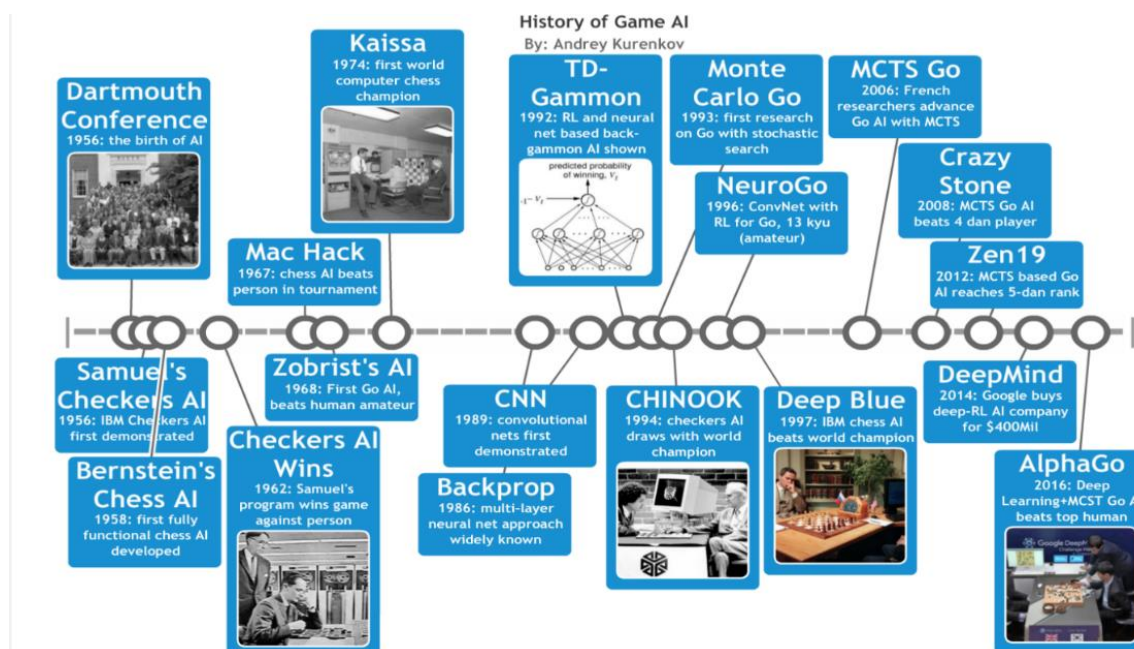 History of Game AI
By: Andrey Kurenkov
Dartmouth
Conference
1956: the birth of AI
Kaissa
1974: first world
computer chess
champion
Mac Hack
1967: chess AI beats
person in tournament
TD-
Gammon
1992: RL and neural
net based back-
gammon AI shown
predicted probability
of winning, V
Monte
Carlo Go
1993: first research
on Go with stochastic
search
NeuroGo
1996: ConvNet with
RL for Go, 13 kyu
(amateur)
MCTS Go
2006: French
researchers advance
Go AI with MCTS
Crazy
Stone
2008: MCTS Go AI
beats 4 dan player
Zen19
2012: MCTS based Go
AI reaches 5-dan rank
Samuel's
Checkers AI
1956: IBM Checkers AI
first demonstrated
Bernstein's
Chess AI
1958: first fully
functional chess AI
developed
Checkers AI
Wins
1962: Samuel's
program wins game
against person
Zobrist's AI
1968: First Go AI,
beats human amateur
CNN
1989: convolutional
nets first
demonstrated
Backprop
1986: multi-layer
neural net approach
widely known
CHINOOK
1994: checkers AI
draws with world
champion
Deep Blue
1997: IBM chess AI
beats world champion
DeepMind
2014: Google buys
deep-RL AI company
for $400Mil
AlphaGo
2016: Deep
Learning+MCST Go A
beats top human
Google